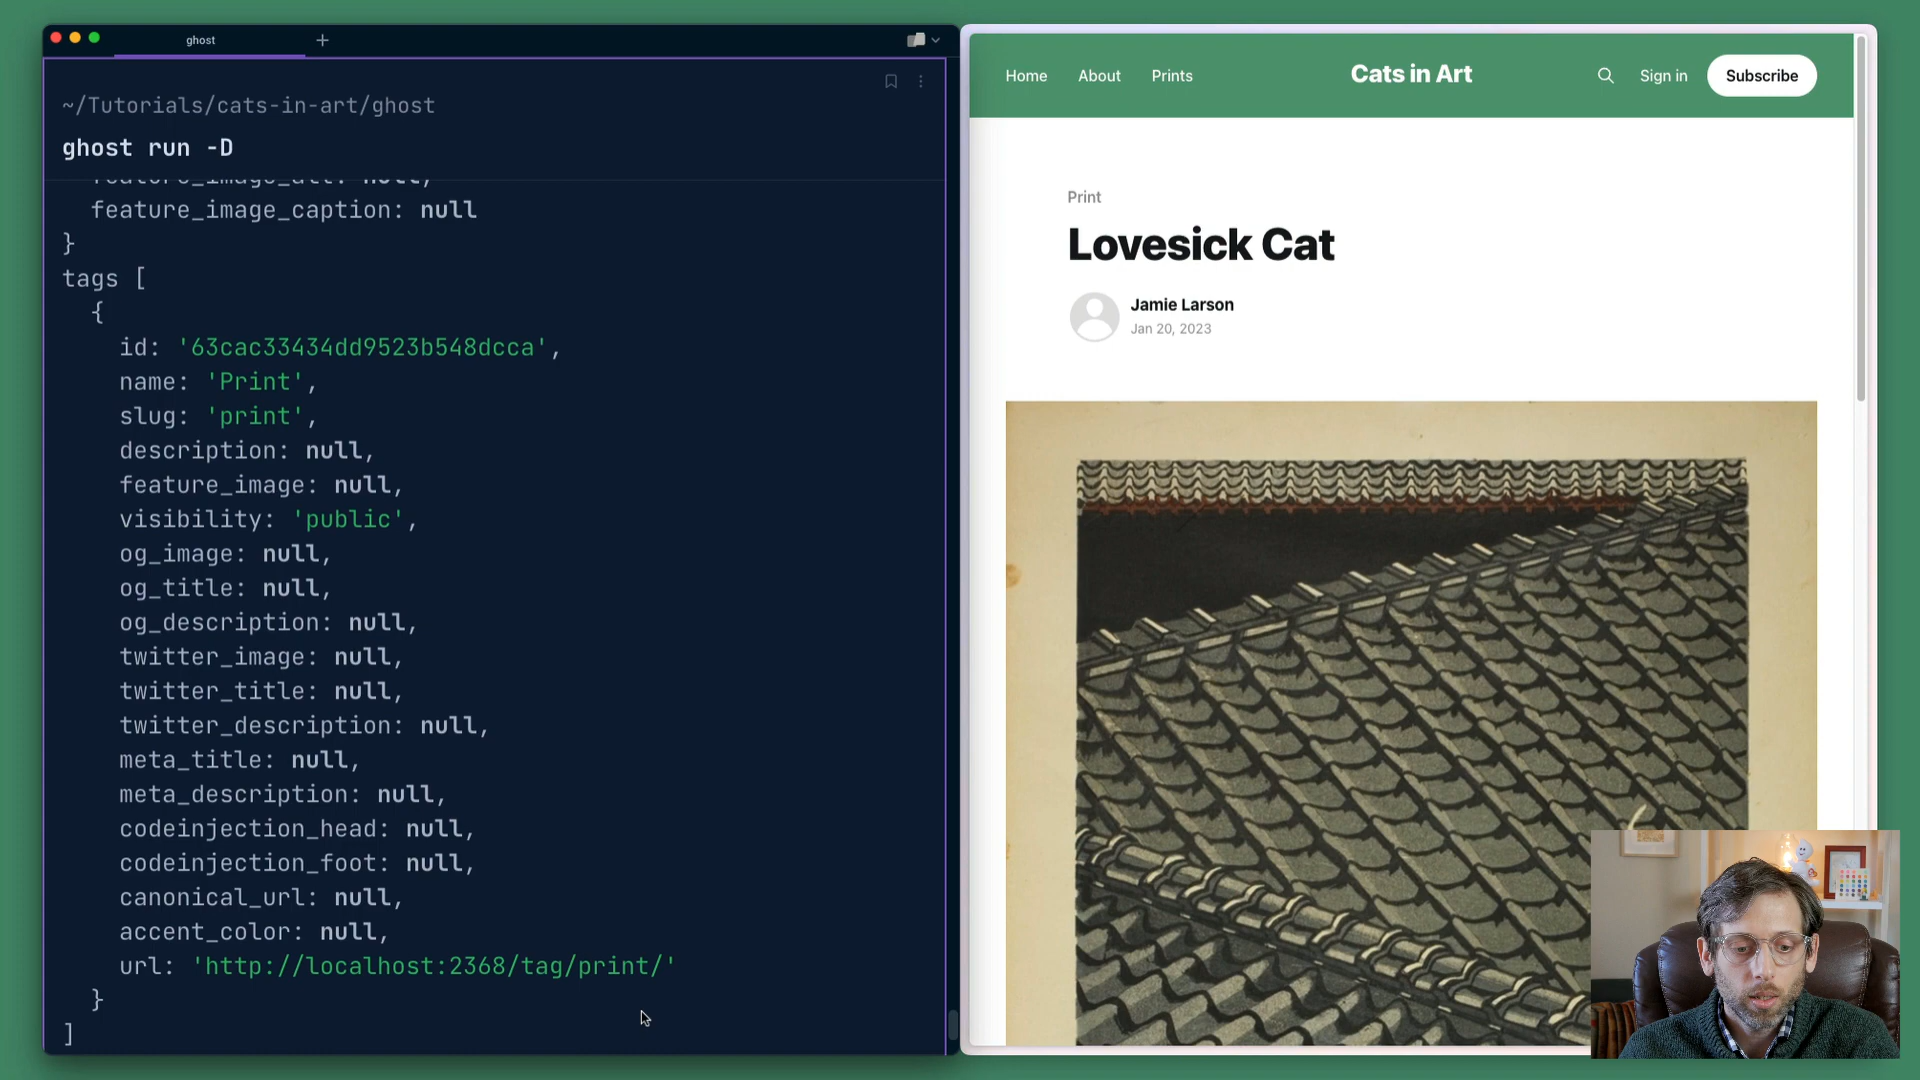 ghost
~/Tutorials/cats-in-art/ghost
ghost run -D
feature_image_alt: null,
feature_image_caption: null
}
tags [
{
id: '63cac33434dd9523b548dcca',
name: 'Print',
slug: 'print',
description: null,
feature_image: null,
visibility: 'public',
og_image: null,
og_title: null,
og_description: null,
twitter_image: null,
twitter_title: null,
twitter_description: null,
meta_title: null,
meta_description: null,
codeinjection_head: null,
codeinjection_foot: null,
canonical_url: null,
accent_color: null,
url: 'http://localhost:2368/tag/print/'
}
]
Home About Prints Cats in Art Sign in Subscribe
Print
Lovesick Cat
Jamie Larson
Jan 20, 2023